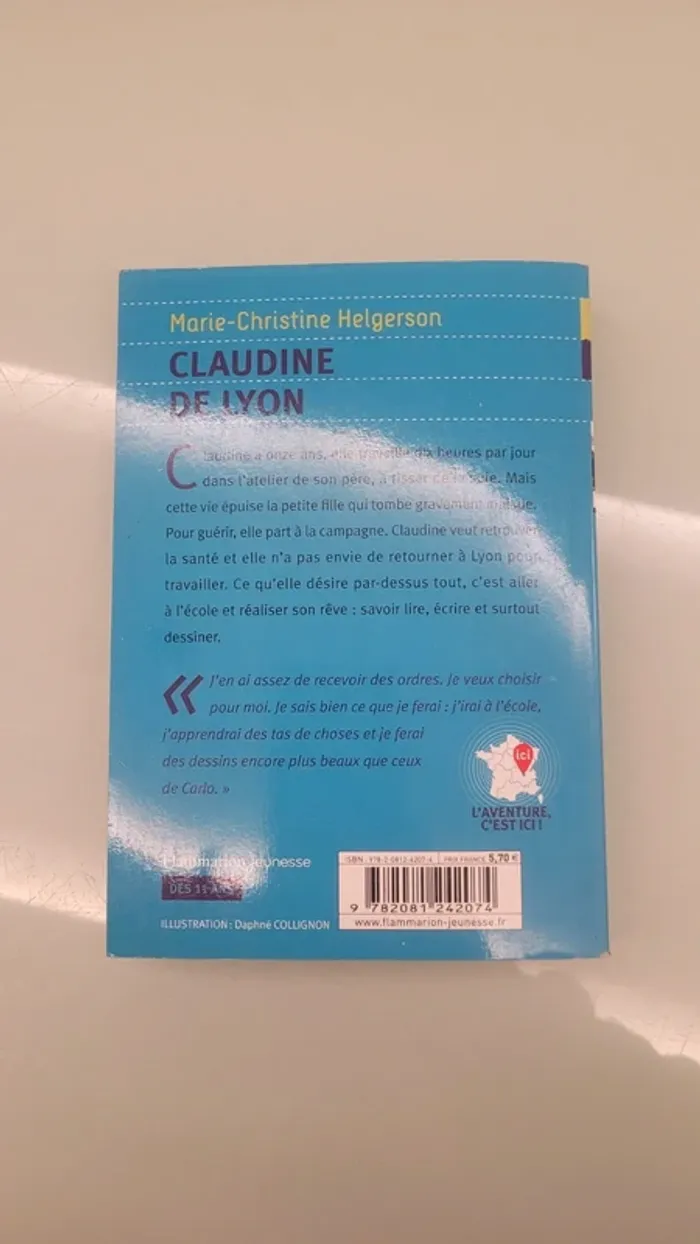 Marie-Christine Helgerson
CLAUDINE
DE LYON
Claudine a onze ans, elle travaille dix heures par jour
dans l'atelier de son père, à tisser de la soie. Mais
cette vie épuise la petite fille qui tombe gravement malade.
Pour guérir, elle part à la campagne. Claudine veut retrouver
la santé et elle n'a pas envie de retourner à Lyon pour
travailler. Ce qu'elle désire par-dessus tout, c'est aller
à l'école et réaliser son rêve : savoir lire, écrire et surtout
dessiner.
« J'en ai assez de recevoir des ordres. Je veux choisir
pour moi. Je sais bien ce que je ferai : j'irai à l'école,
j'apprendrai des tas de choses et je ferai
des dessins encore plus beaux que ceux
de Carlo. »
ici
L'AVENTURE,
C'EST ICI !
Flammarion Jeunesse
DÈS 11 ANS
ILLUSTRATION : Daphné COLLIGNON
ISBN : 978-2-0812-4207-4 PRIX FRANCE 5,70 €
9 782081 242074
www.flammarion-jeunesse.fr